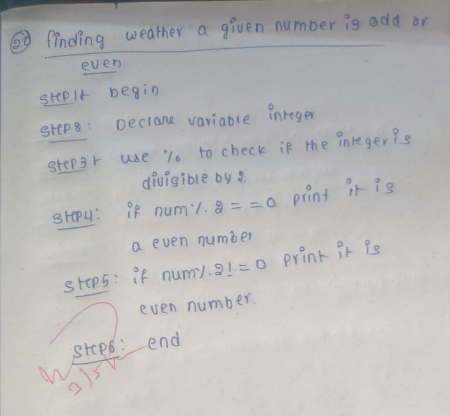 20 finding weather a given number is odd or
even
Step1: begin
Step2: Declare variable integer
Step3: use % to check if the integer is
divisible by 2.
Step4: if num%2 == 0 print it is
a even number
Step5: if num%2!=0 print it is
even number.
Step6: end
3/5